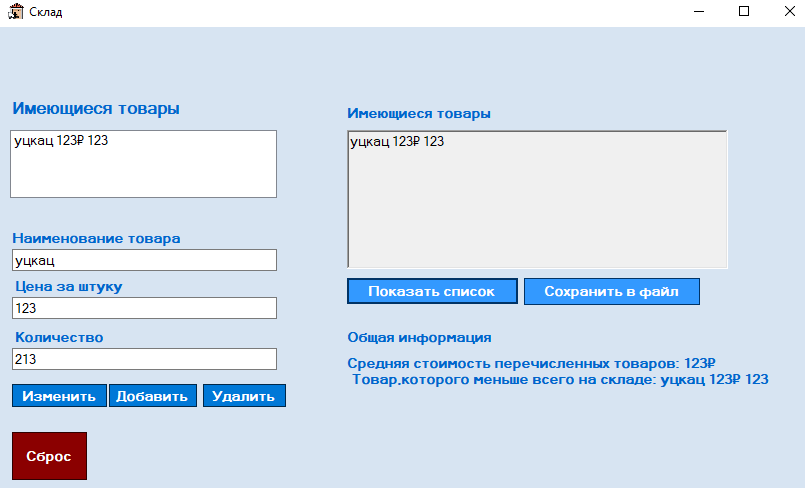 Склад
Имеющиеся товары
уцкац 123₽ 123
Наименование товара
уцкац
Цена за штуку
123
Количество
213
Изменить
Добавить
Удалить
Сброс
Имеющиеся товары
уцкац 123₽ 123
Показать список
Сохранить в файл
Общая информация
Средняя стоимость перечисленных товаров: 123₽
Товар,которого меньше всего на складе: уцкац 123₽ 123